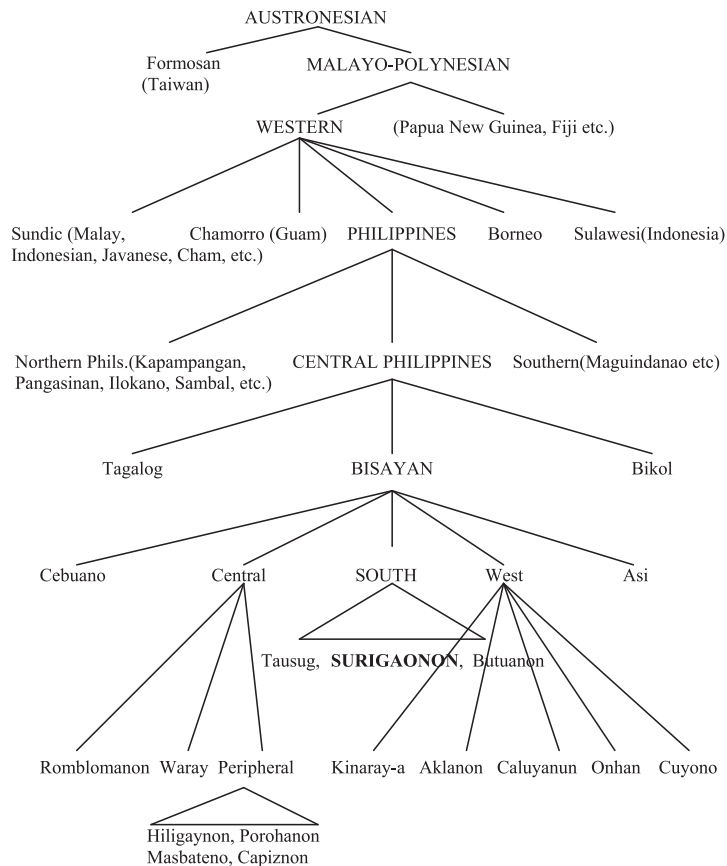 AUSTRONESIAN
Formosan
(Taiwan)
MALAYO-POLYNESIAN
WESTERN
(Papua New Guinea, Fiji etc.)
Sundic (Malay,
Indonesian, Javanese, Cham, etc.)
Chamorro (Guam)
PHILIPPINES
Borneo
Sulawesi(Indonesia)
Northern Phils.(Kapampangan,
Pangasinan, Ilokano, Sambal, etc.)
CENTRAL PHILIPPINES
Southern(Maguindanao etc)
Tagalog
BISAYAN
Bikol
Cebuano
Central
SOUTH
West
Asi
Tausug, SURIGAONON, Butuanon
Romblomanon
Waray
Peripheral
Kinaray-a
Aklanon
Caluyanun
Onhan
Cuyono
Hiligaynon, Porohanon
Masbateno, Capiznon